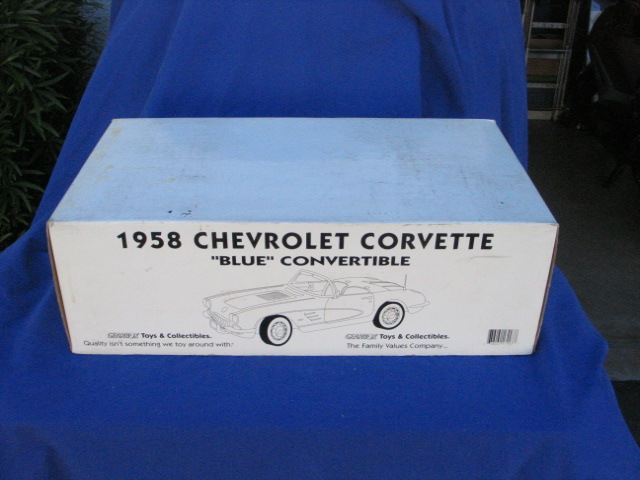 1958 CHEVROLET CORVETTE
"BLUE" CONVERTIBLE
Toys & Collectibles.
Quality isn't something we toy around with!
Toys & Collectibles.
The Family Values Company...